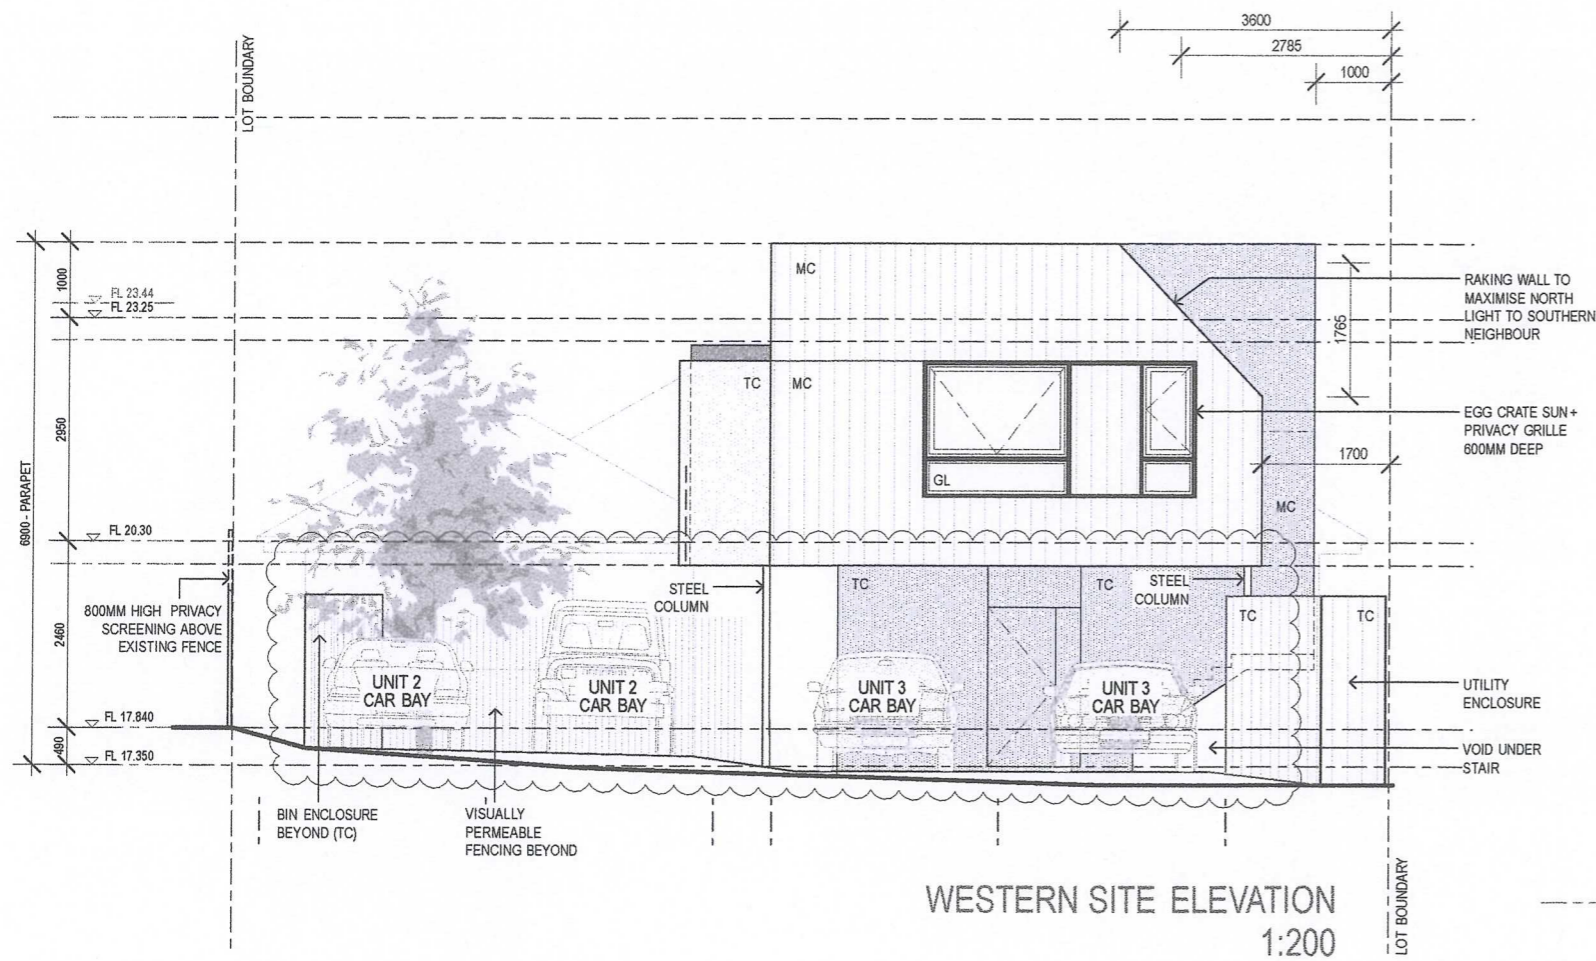 3600
2785
1000
LOT BOUNDARY
MC
1000
FL 23.44
FL 23.25
RAKING WALL TO
MAXIMISE NORTH
LIGHT TO SOUTHERN
NEIGHBOUR
1765
TC
MC
EGG CRATE SUN +
PRIVACY GRILLE
600MM DEEP
2950
1700
GL
6900 - PARAPET
MC
FL 20.30
STEEL
COLUMN
TC
TC
STEEL
COLUMN
800MM HIGH PRIVACY
SCREENING ABOVE
EXISTING FENCE
2460
TC
TC
UNIT 2
CAR BAY
UNIT 2
CAR BAY
UNIT 3
CAR BAY
UNIT 3
CAR BAY
UTILITY
ENCLOSURE
FL 17.840
490
FL 17.350
VOID UNDER
STAIR
BIN ENCLOSURE
BEYOND (TC)
VISUALLY
PERMEABLE
FENCING BEYOND
WESTERN SITE ELEVATION
1:200
LOT BOUNDARY